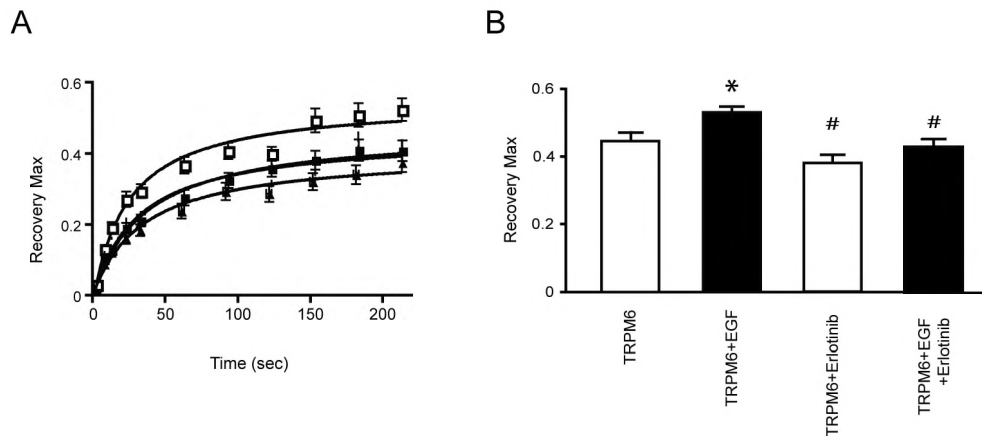 A
B
0.6
0.4
0.2
0
Recovery Max
0
50
100
150
200
Time (sec)
0.6
0.4
0.2
0
Recovery Max
*
#
#
TRPM6
TRPM6+EGF
TRPM6+Erlotinib
TRPM6+EGF
+Erlotinib